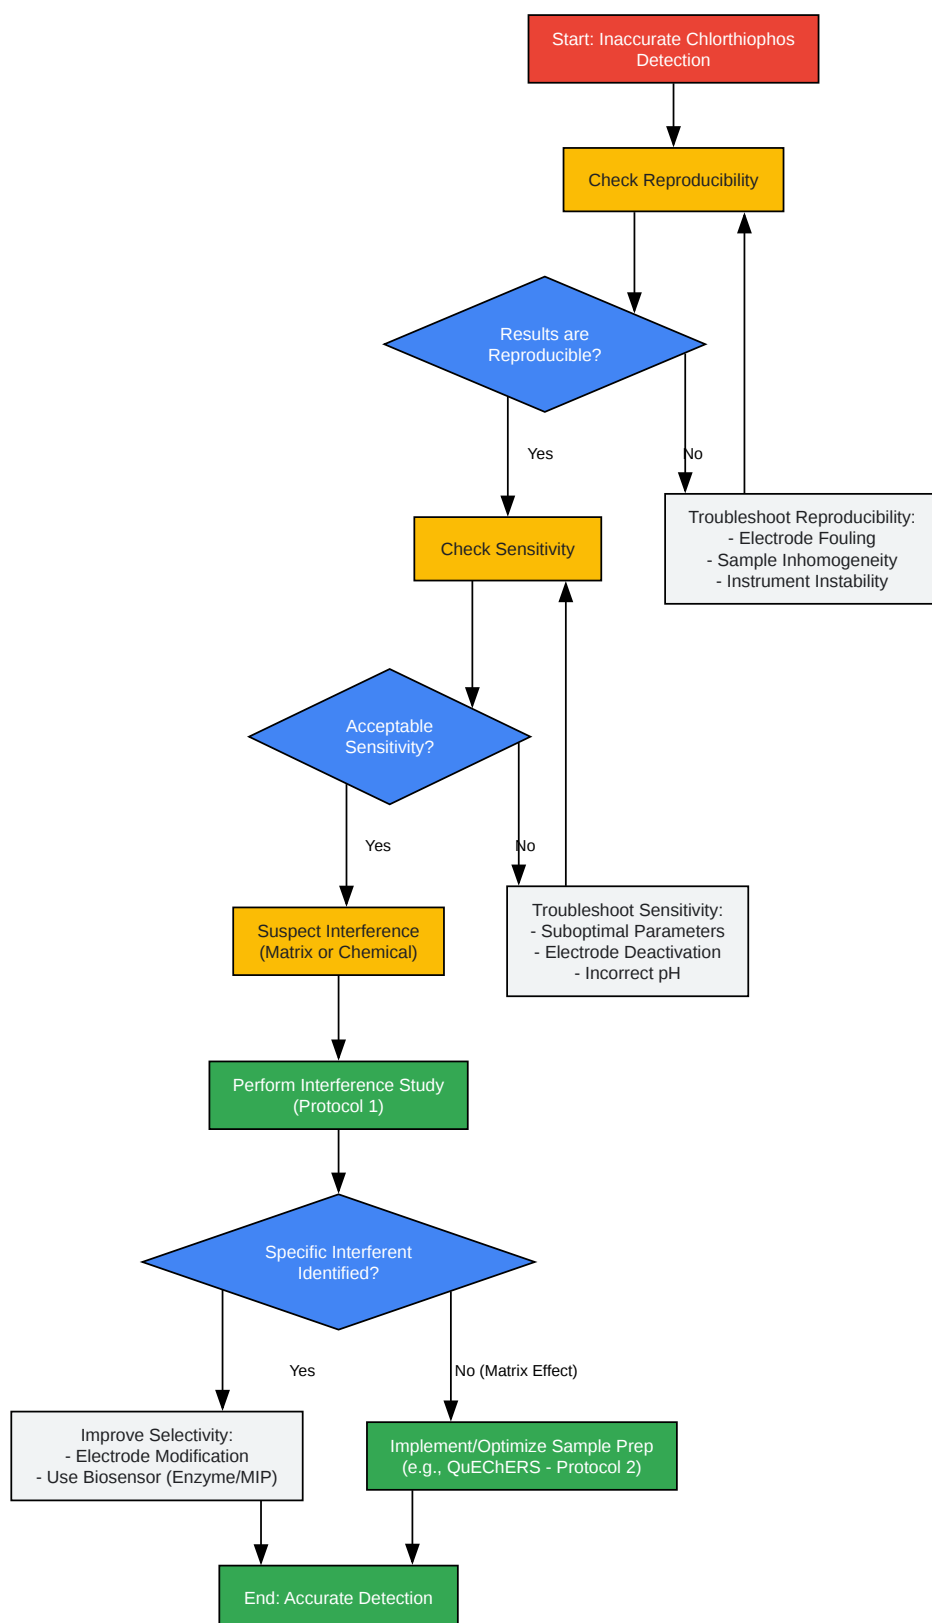 Start: Inaccurate Chlorthiophos
Detection
Check Reproducibility
Results are
Reproducible?
Yes
No
Troubleshoot Reproducibility:
- Electrode Fouling
- Sample Inhomogeneity
- Instrument Instability
Check Sensitivity
Acceptable
Sensitivity?
Yes
No
Troubleshoot Sensitivity:
- Suboptimal Parameters
- Electrode Deactivation
- Incorrect pH
Suspect Interference
(Matrix or Chemical)
Perform Interference Study
(Protocol 1)
Specific Interferent
Identified?
Yes
No (Matrix Effect)
Improve Selectivity:
- Electrode Modification
- Use Biosensor (Enzyme/MIP)
Implement/Optimize Sample Prep
(e.g., QuEChERS - Protocol 2)
End: Accurate Detection